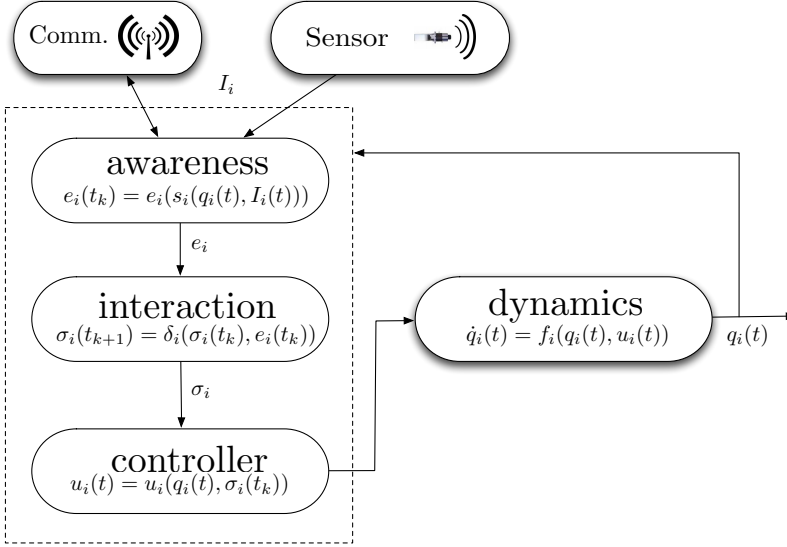 Comm.
Sensor
I_i
awareness
e_i(t_k) = e_i(s_i(q_i(t), I_i(t)))
e_i
interaction
σ_i(t_{k+1}) = δ_i(σ_i(t_k), e_i(t_k))
σ_i
controller
u_i(t) = u_i(q_i(t), σ_i(t_k))
dynamics
q̇_i(t) = f_i(q_i(t), u_i(t))
q_i(t)